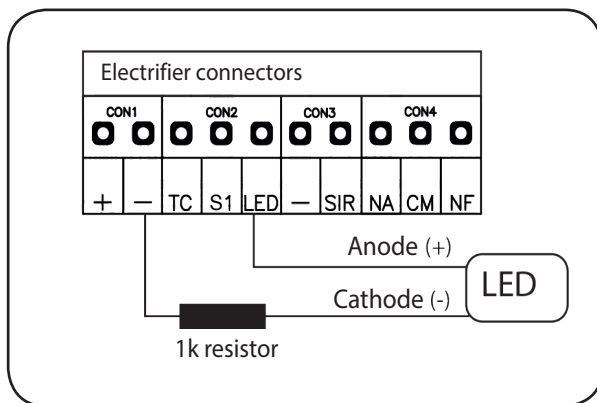 Electrifier connectors
CON1 CON2 CON3 CON4
+ — TC S1 LED — SIR NA CM NF
Anode (+)
LED
Cathode (-)
1k resistor